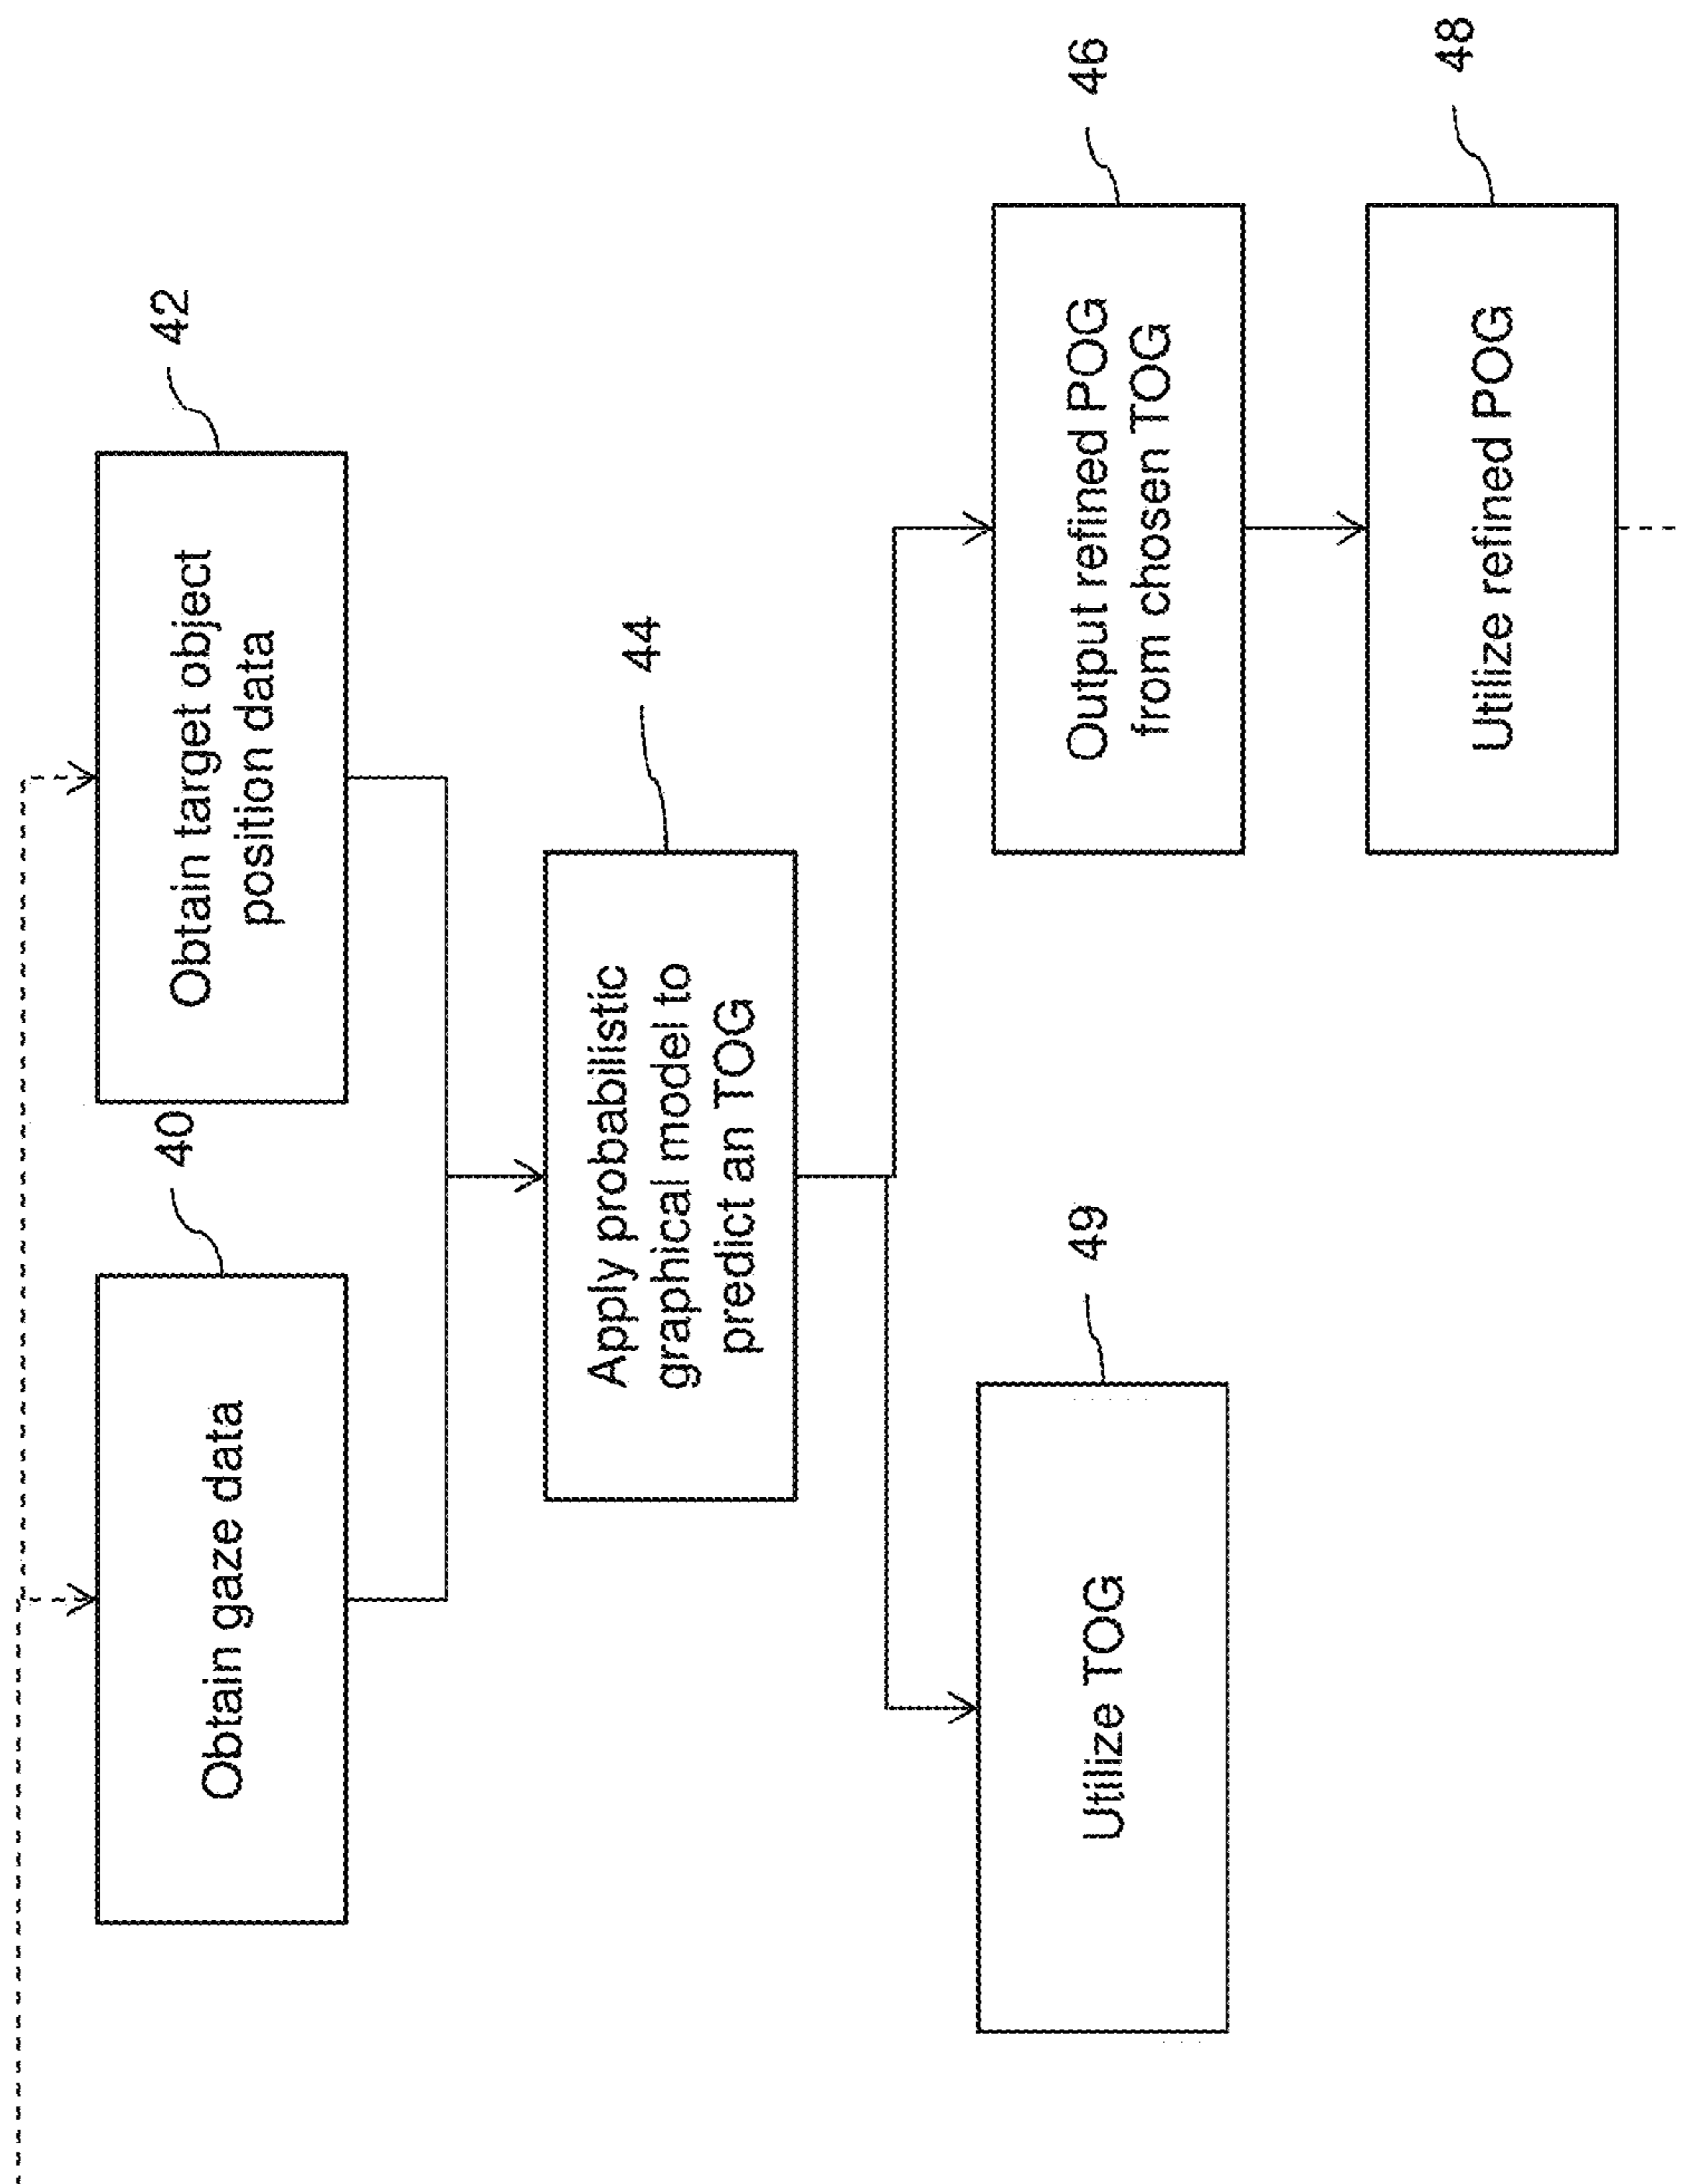 40
Obtain gaze data
42
Obtain target object
position data
44
Apply probabilistic
graphical model to
predict an TOG
49
Utilize TOG
46
Output refined POG
from chosen TOG
48
Utilize refined POG